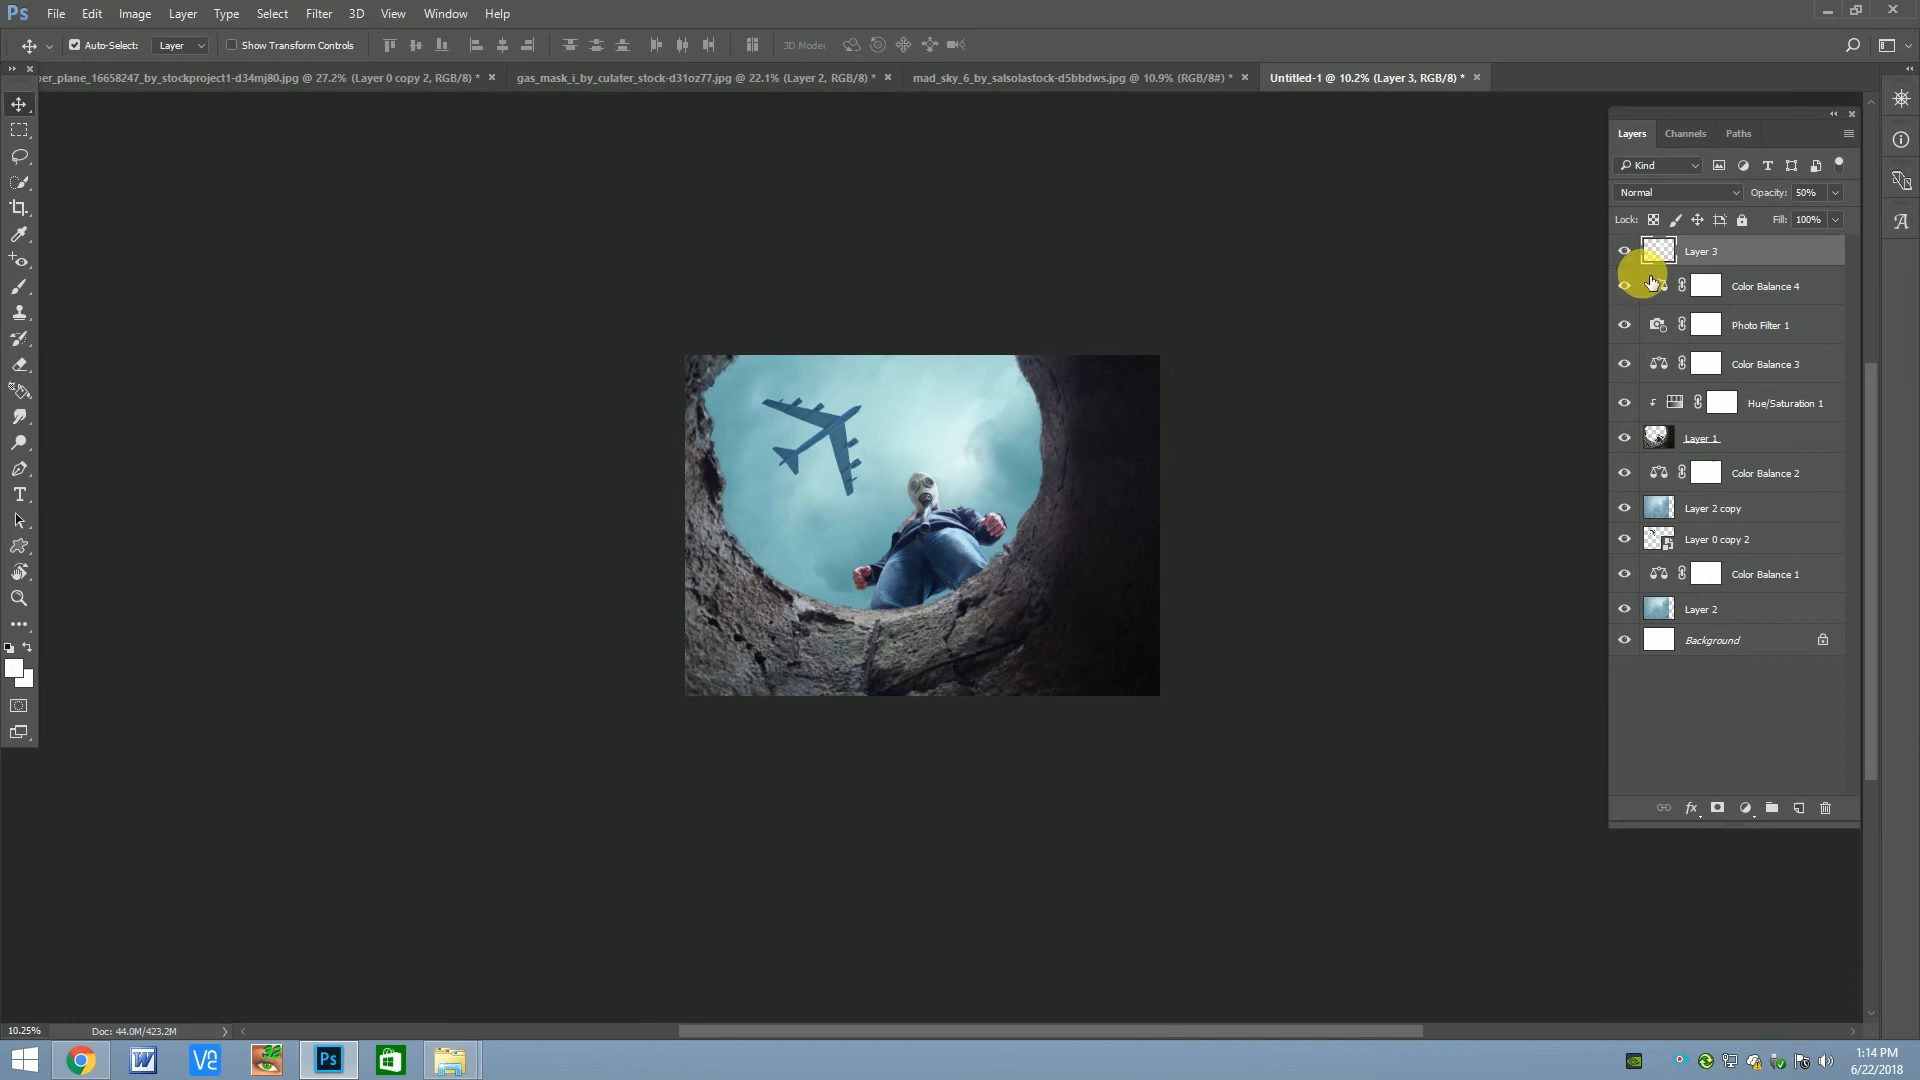 Ps File Edit Image Layer Type Select Filter 3D View Window Help
Auto-Select: Layer Show Transform Controls 3D Mode:
er_plane_16658247_by_stockproject1-d34mj80.jpg @ 27.2% (Layer 0 copy 2, RGB/8) * gas_mask_i_by_culater_stock-d31oz77.jpg @ 22.1% (Layer 2, RGB/8) * mad_sky_6_by_salsolastock-d5bbdws.jpg @ 10.9% (RGB/8#) * Untitled-1 @ 10.2% (Layer 3, RGB/8) *
Layers Channels Paths
Kind
Normal Opacity: 50%
Lock: Fill: 100%
Layer 3
Color Balance 4
Photo Filter 1
Color Balance 3
Hue/Saturation 1
Layer 1
Color Balance 2
Layer 2 copy
Layer 0 copy 2
Color Balance 1
Layer 2
Background
fx
10.25% Doc: 44.0M/423.2M
Ps
1:14 PM
6/22/2018